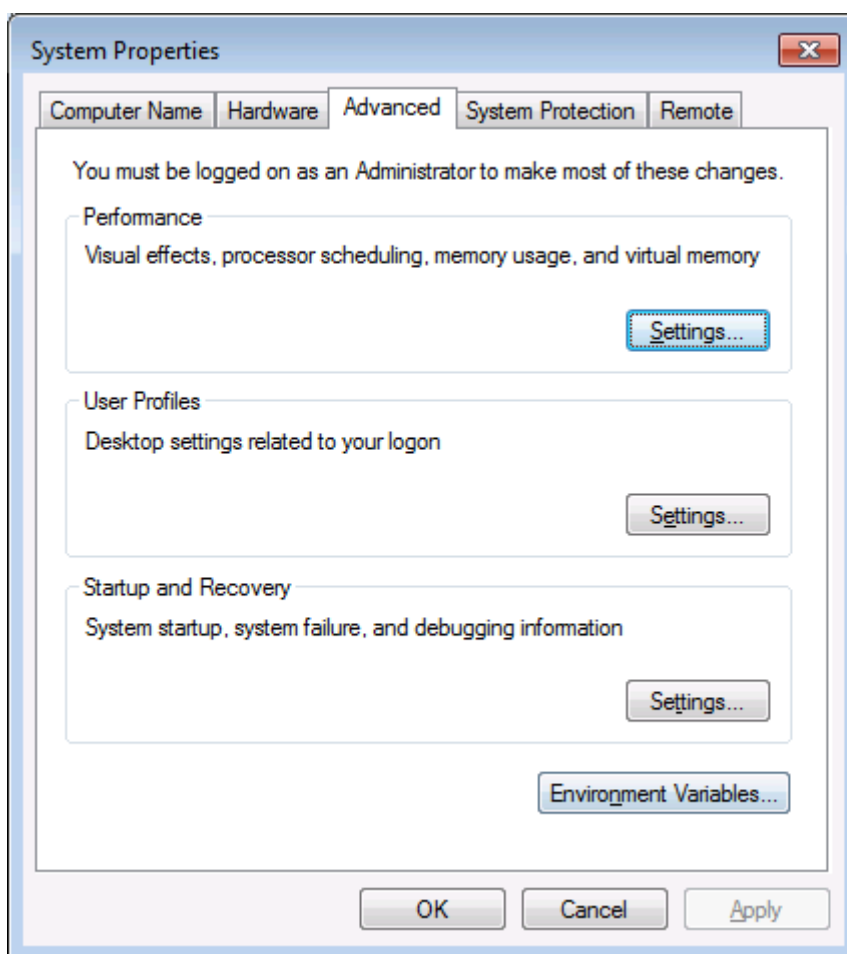 System Properties
Computer Name Hardware Advanced System Protection Remote
You must be logged on as an Administrator to make most of these changes.
Performance
Visual effects, processor scheduling, memory usage, and virtual memory
Settings...
User Profiles
Desktop settings related to your logon
Settings...
Startup and Recovery
System startup, system failure, and debugging information
Settings...
Environment Variables...
OK Cancel Apply